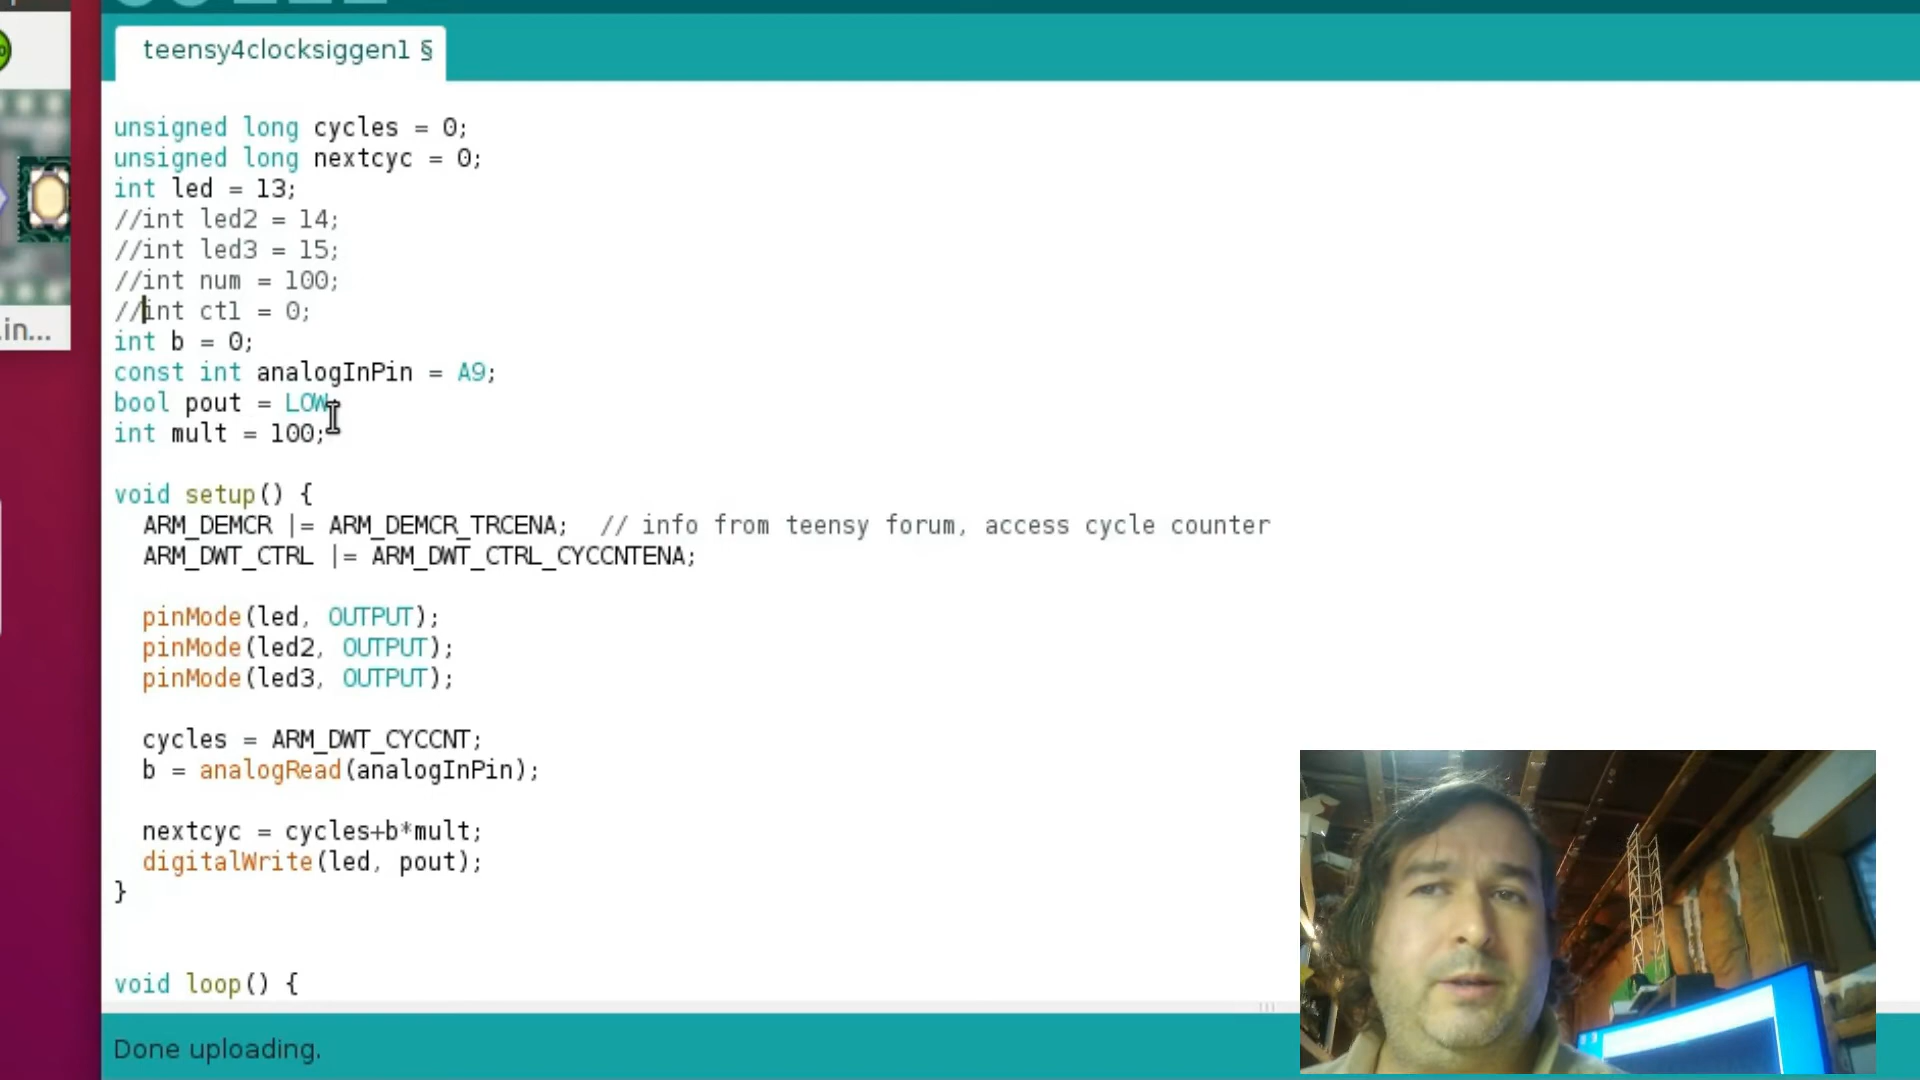 teensy4clocksiggen1 §
unsigned long cycles = 0;
unsigned long nextcyc = 0;
int led = 13;
//int led2 = 14;
//int led3 = 15;
//int num = 100;
//int ctl = 0;
int b = 0;
const int analogInPin = A9;
bool pout = LOW;
int mult = 100;
void setup() {
ARM_DEMCR |= ARM_DEMCR_TRCENA; // info from teensy forum, access cycle counter
ARM_DWT_CTRL |= ARM_DWT_CTRL_CYCCNTENA;
pinMode(led, OUTPUT);
pinMode(led2, OUTPUT);
pinMode(led3, OUTPUT);
cycles = ARM_DWT_CYCCNT;
b = analogRead(analogInPin);
nextcyc = cycles+b*mult;
digitalWrite(led, pout);
}
void loop() {
Done uploading.
.in...